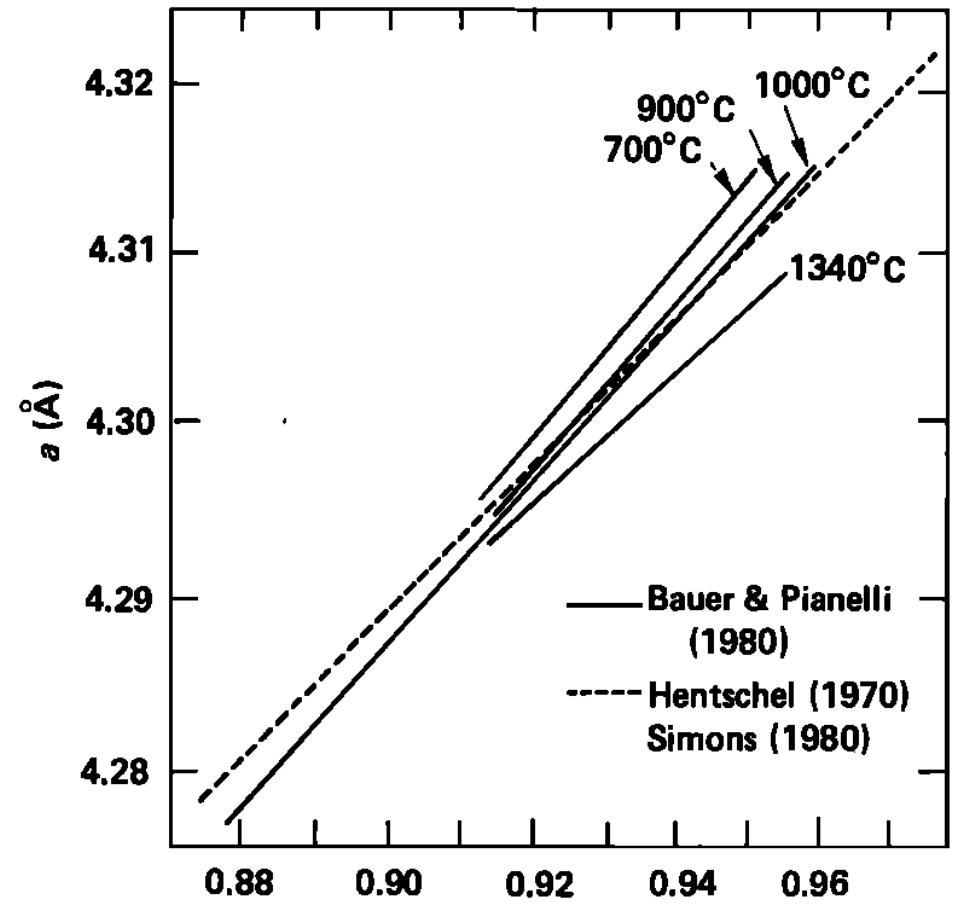 4.32
1000°C
900°C
700°C
4.31
1340°C
a (Å)
4.30
4.29
Bauer & Pianelli
(1980)
Hentschel (1970)
Simons (1980)
4.28
0.88 0.90 0.92 0.94 0.96